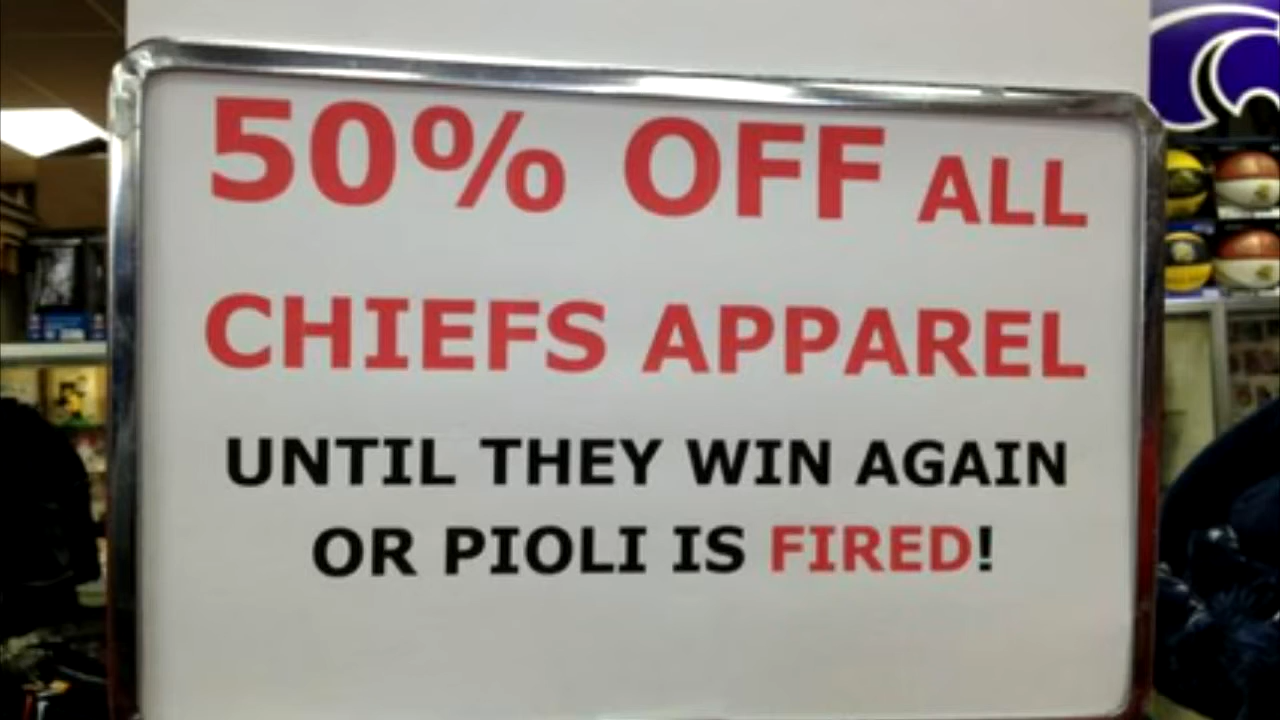 50% OFF ALL
CHIEFS APPAREL
UNTIL THEY WIN AGAIN
OR PIOLI IS FIRED!